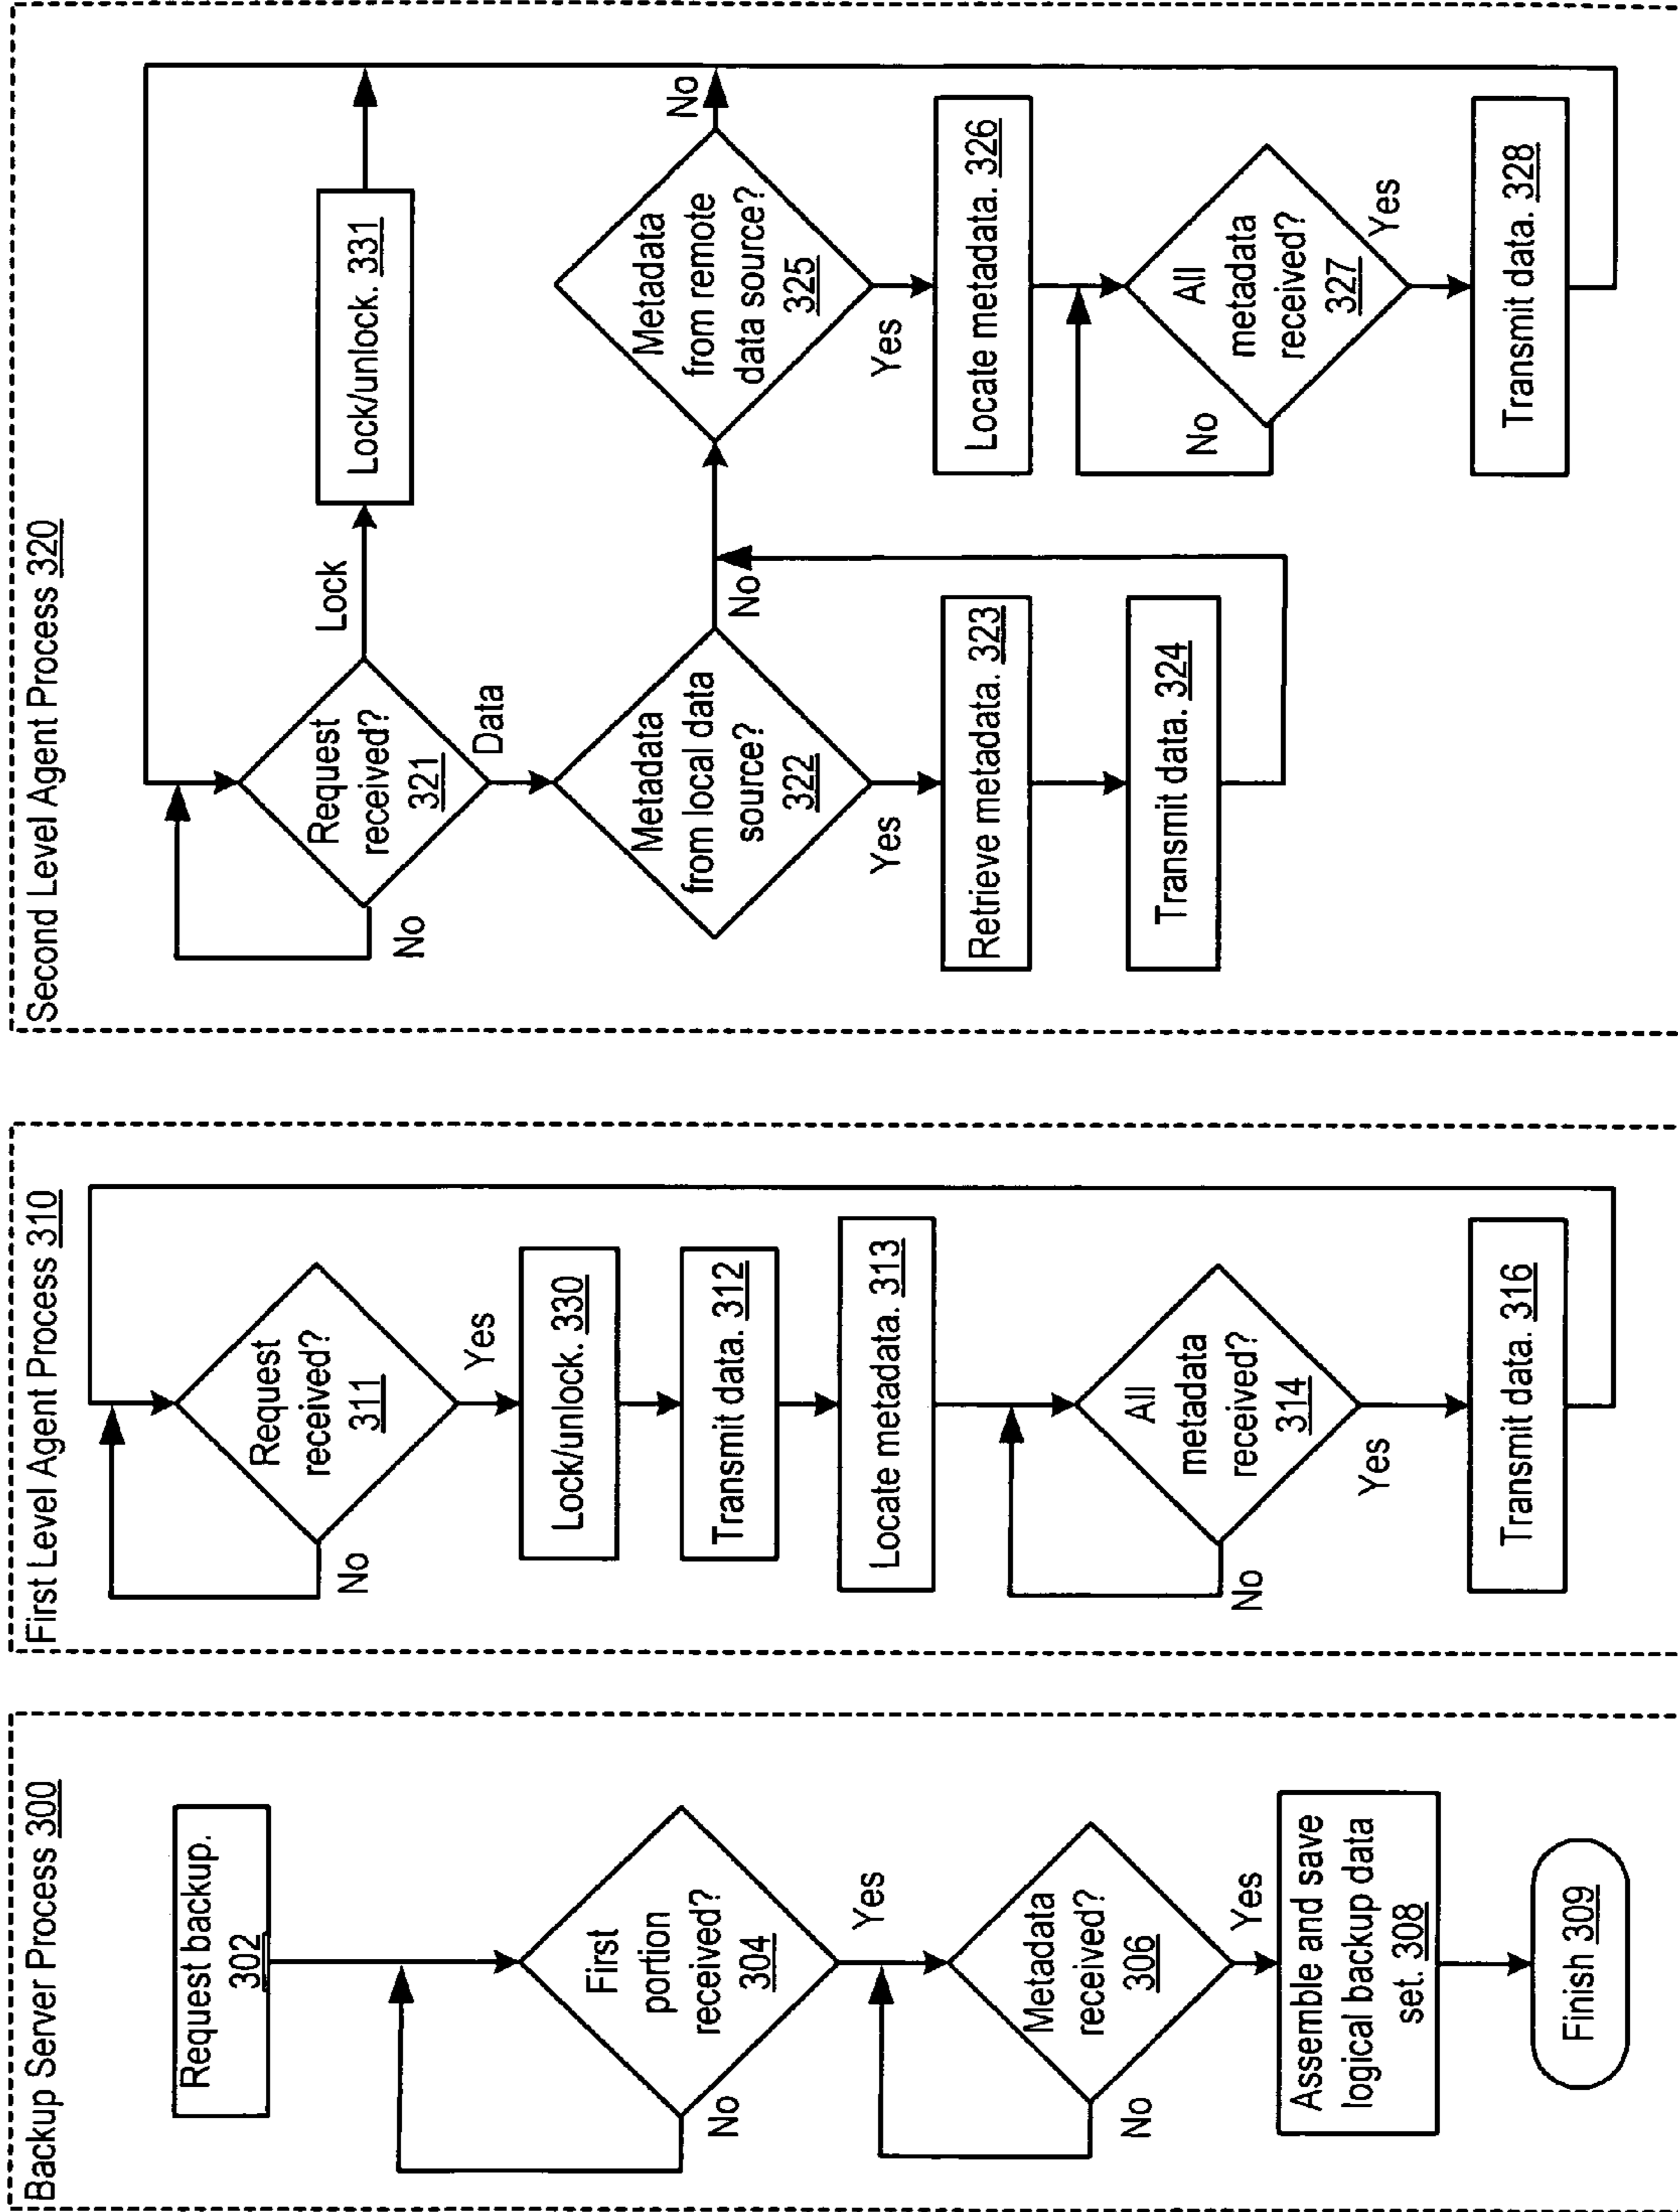 Backup Server Process 300
Request backup.
302
First
portion
received?
304
No
Yes
Metadata
received?
306
No
Yes
Assemble and save
logical backup data
set. 308
Finish 309
First Level Agent Process 310
Request
received?
311
No
Yes
Lock/unlock. 330
Transmit data. 312
Locate metadata. 313
All
metadata
received?
314
No
Yes
Transmit data. 316
Second Level Agent Process 320
Request
received?
321
No
Lock
Lock/unlock. 331
Data
Metadata
from local data
source?
322
No
Yes
Retrieve metadata. 323
Transmit data. 324
Metadata
from remote
data source?
325
No
Yes
Locate metadata. 326
All
metadata
received?
327
No
Yes
Transmit data. 328